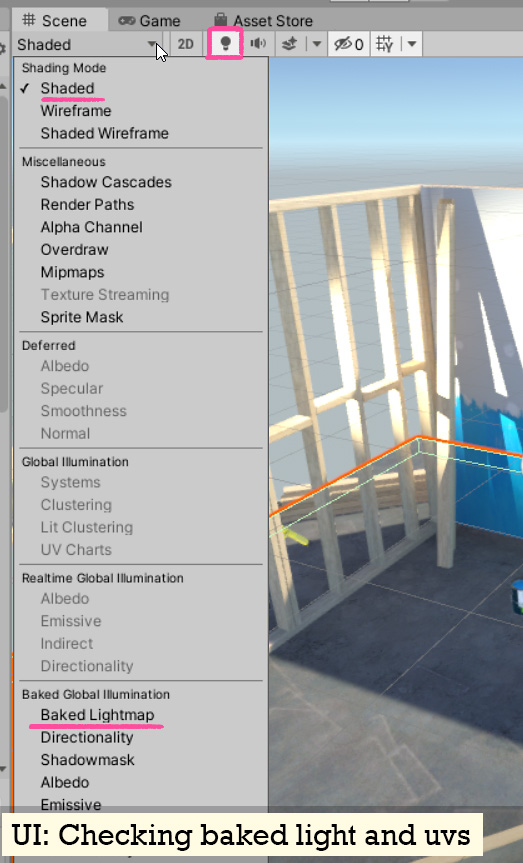 Scene Game Asset Store
Shaded 2D 0
Shading Mode
✓ Shaded
Wireframe
Shaded Wireframe
Miscellaneous
Shadow Cascades
Render Paths
Alpha Channel
Overdraw
Mipmaps
Texture Streaming
Sprite Mask
Deferred
Albedo
Specular
Smoothness
Normal
Global Illumination
Systems
Clustering
Lit Clustering
UV Charts
Realtime Global Illumination
Albedo
Emissive
Indirect
Directionality
Baked Global Illumination
Baked Lightmap
Directionality
Shadowmask
Albedo
Emissive
UI: Checking baked light and uvs